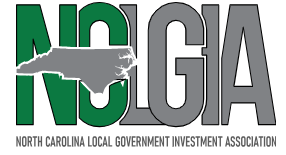 NCLGIA
NORTH CAROLINA LOCAL GOVERNMENT INVESTMENT ASSOCIATION